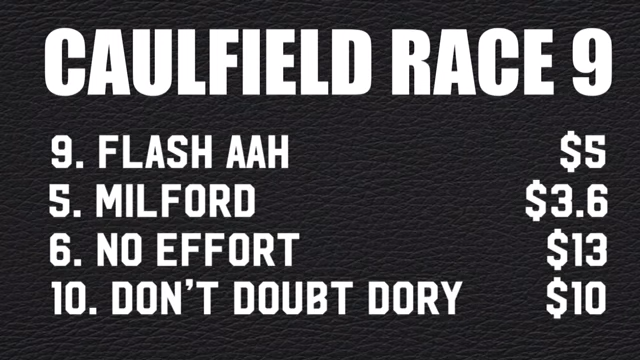 CAULFIELD RACE 9
9. FLASH AAH $5
5. MILFORD $3.6
6. NO EFFORT $13
10. DON'T DOUBT DORY $10